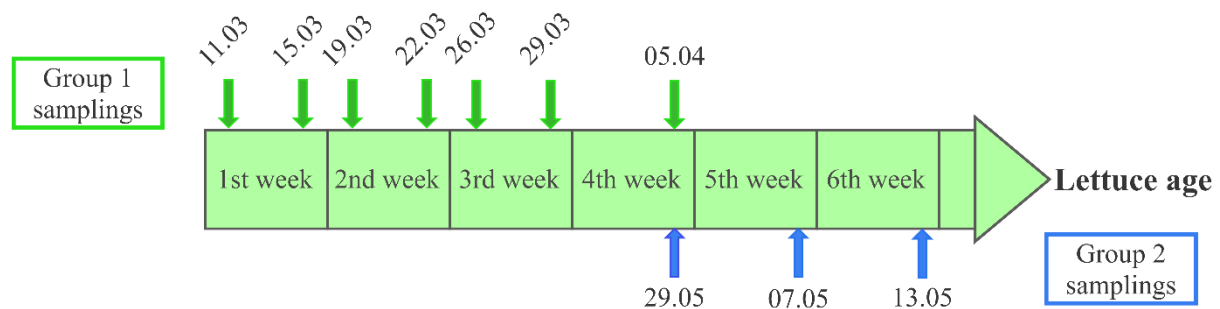 11.03
15.03
19.03
22.03
26.03
29.03
05.04
Group 1
samplings
1st week
2nd week
3rd week
4th week
5th week
6th week
Lettuce age
29.05
07.05
13.05
Group 2
samplings